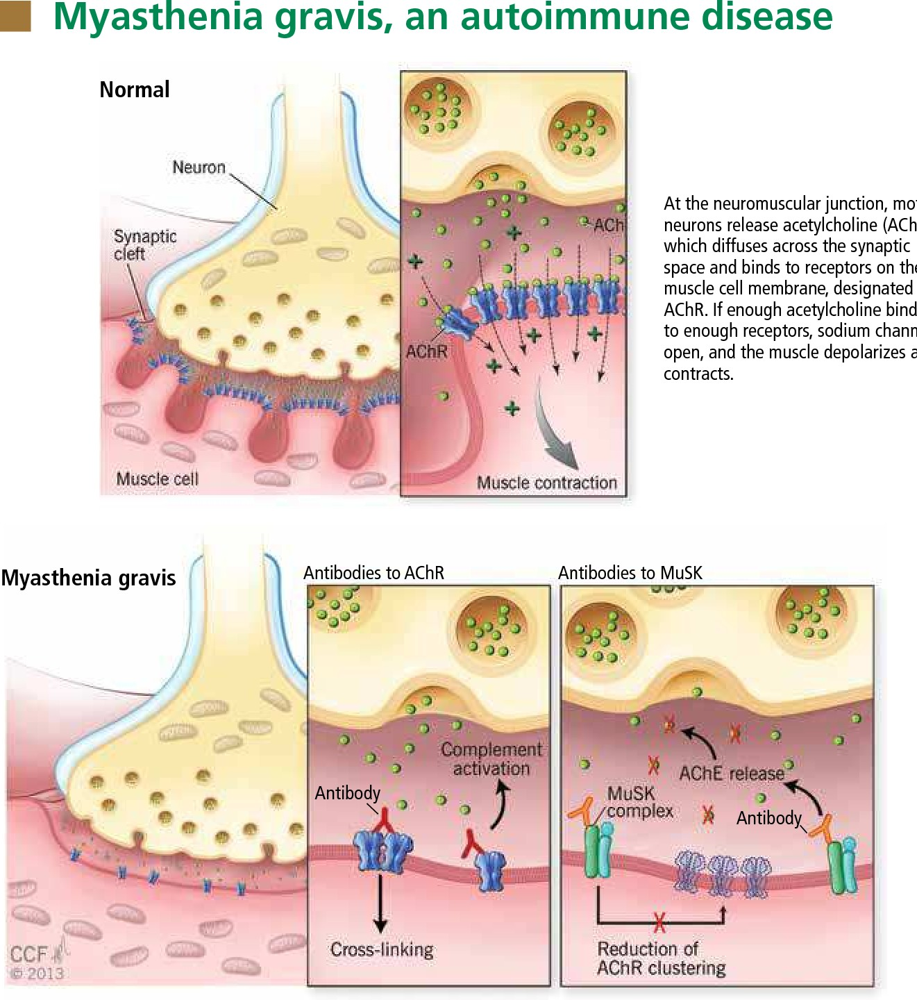 Myasthenia gravis, an autoimmune disease
Normal
Neuron
Synaptic
cleft
Muscle cell
ACh
AChR
Muscle contraction
At the neuromuscular junction, mo
neurons release acetylcholine (ACh
which diffuses across the synaptic
space and binds to receptors on the
muscle cell membrane, designated
AChR. If enough acetylcholine bind
to enough receptors, sodium chann
open, and the muscle depolarizes a
contracts.
Myasthenia gravis
CCF
© 2013
Antibodies to AChR
Complement
activation
Antibody
Cross-linking
Antibodies to MuSK
AChE release
MuSK
complex
Antibody
Reduction of
AChR clustering